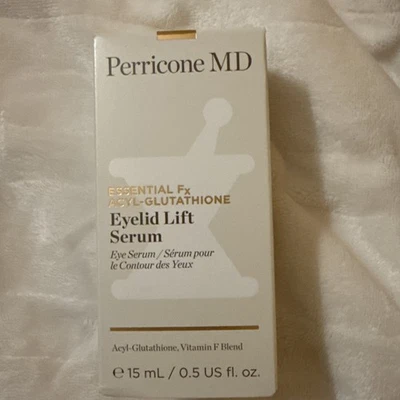 Perricone MD
ESSENTIAL Fx
ACYL-GLUTATHIONE
Eyelid Lift
Serum
Eye Serum / Sérum pour
le Contour des Yeux
Acyl-Glutathione, Vitamin F Blend
℮ 15 mL / 0.5 US fl. oz.